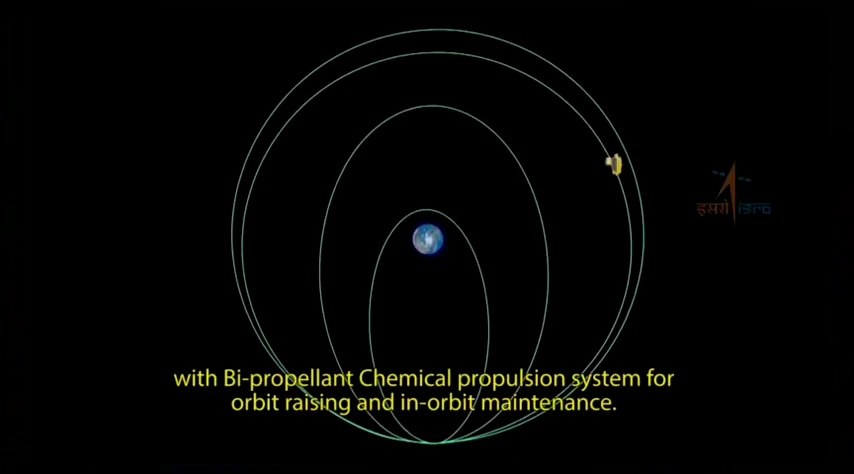 इसरो isro
with Bi-propellant Chemical propulsion system for
orbit raising and in-orbit maintenance.